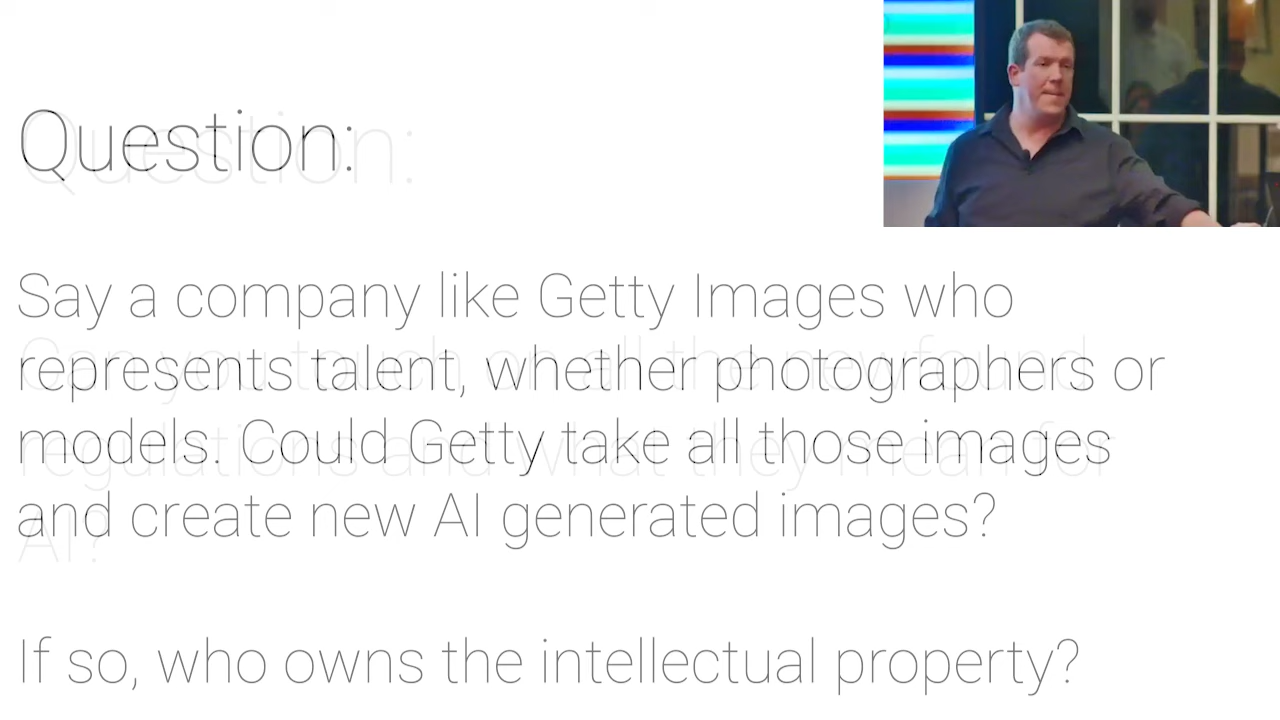 Question:
Say a company like Getty Images who
represents talent, whether photographers or
models. Could Getty take all those images
and create new AI generated images?
If so, who owns the intellectual property?